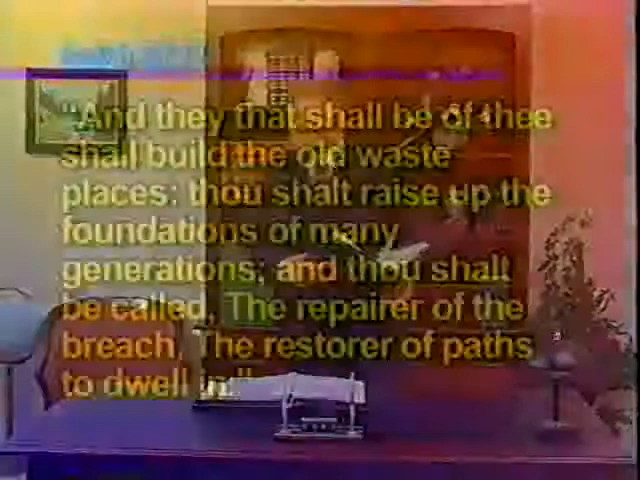 "And they that shall be of thee
shall build the old waste
places: thou shalt raise up the
foundations of many
generations; and thou shalt
be called, The repairer of the
breach, The restorer of paths
to dwell in."